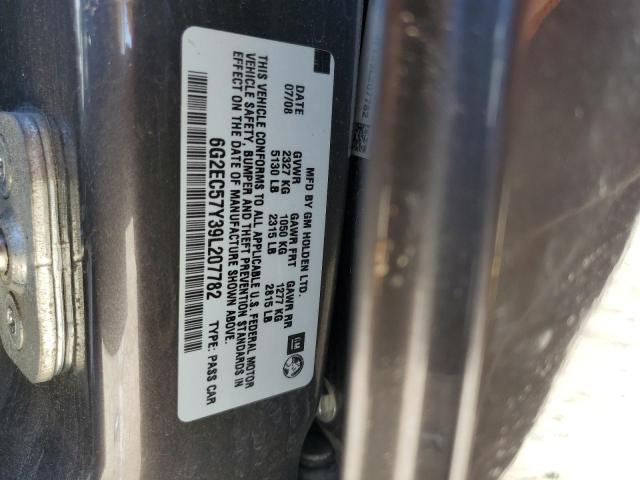 MFD BY GM HOLDEN LTD.
DATE GVWR GAWR FRT GAWR RR
07/08 2327 KG 1050 KG 1277 KG
5130 LB 2315 LB 2815 LB
THIS VEHICLE CONFORMS TO ALL APPLICABLE U.S. FEDERAL MOTOR
VEHICLE SAFETY, BUMPER AND THEFT PREVENTION STANDARDS IN
EFFECT ON THE DATE OF MANUFACTURE SHOWN ABOVE.
6G2EC57Y39L207782 TYPE: PASS CAR
GM
L207782